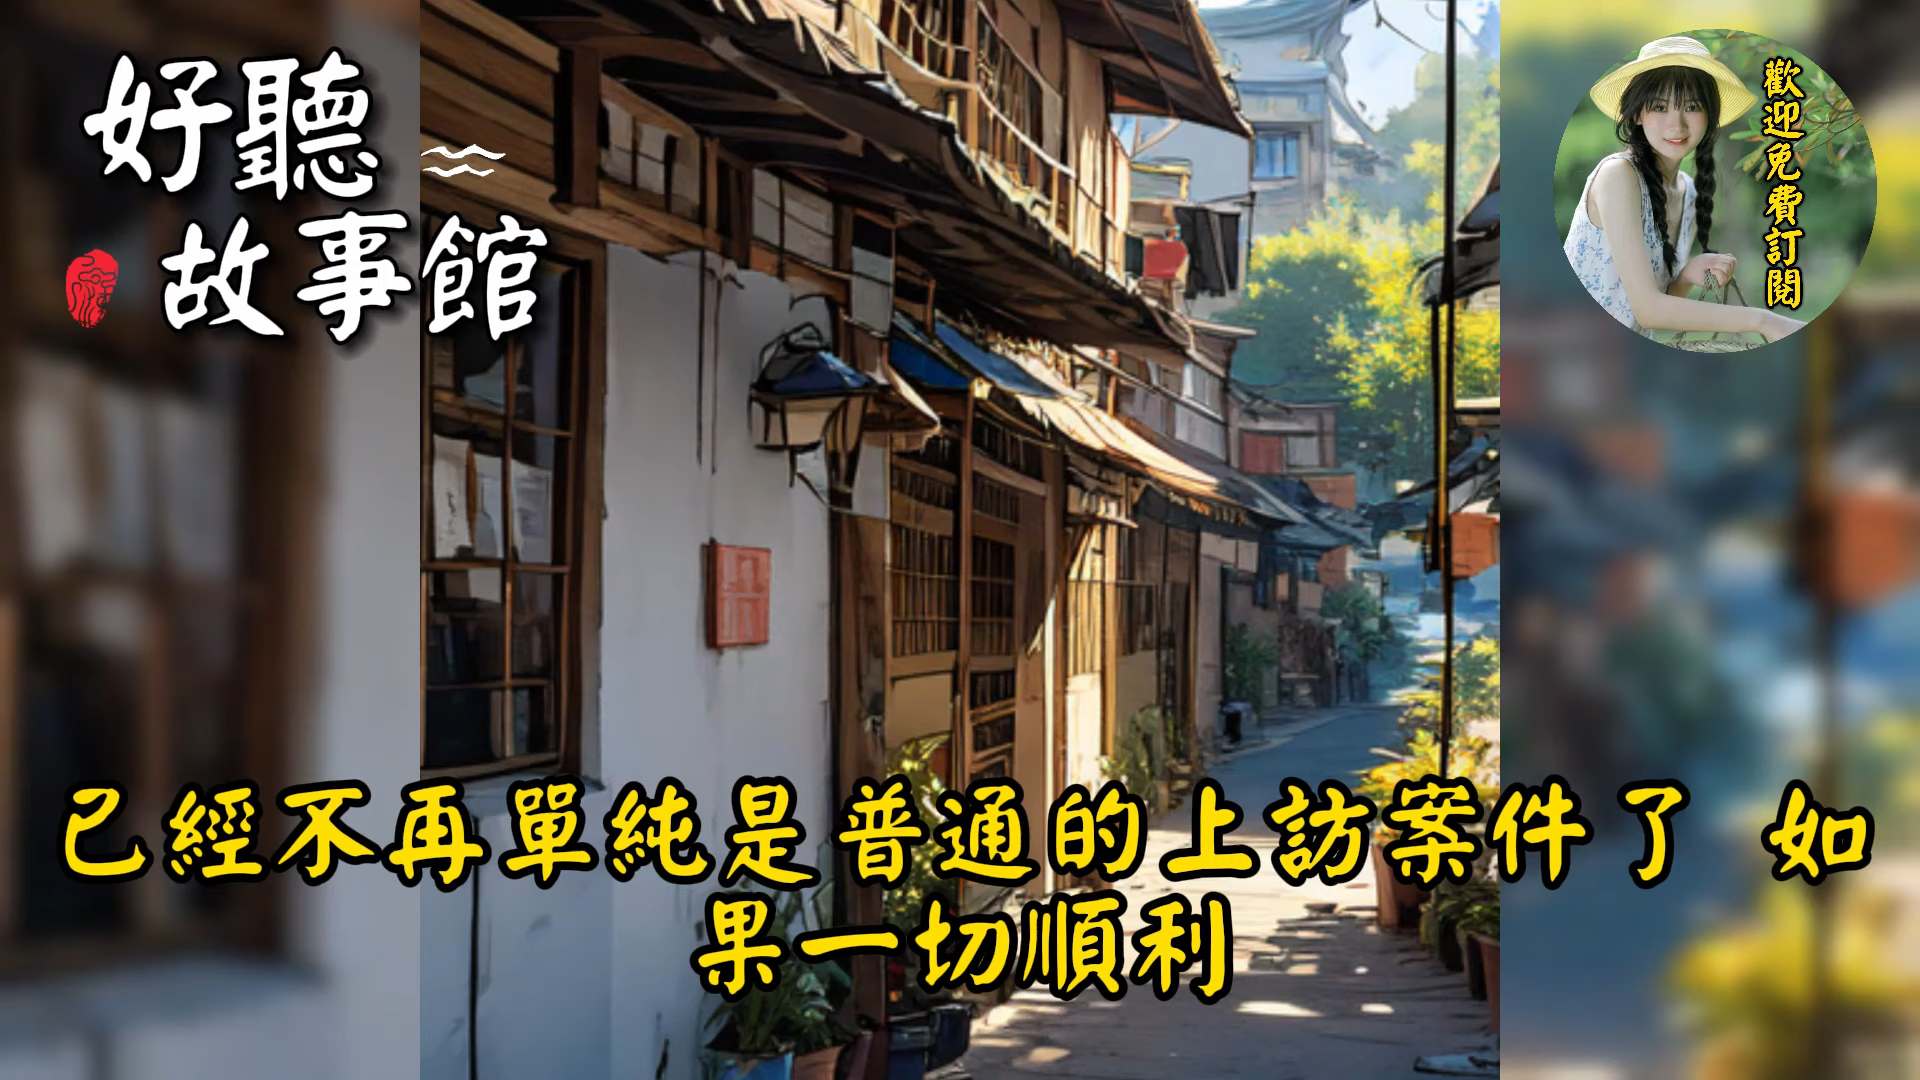 好聽
故事館
歡迎免費訂閱
已經不再單純是普通的上訪案件了 如
果一切順利